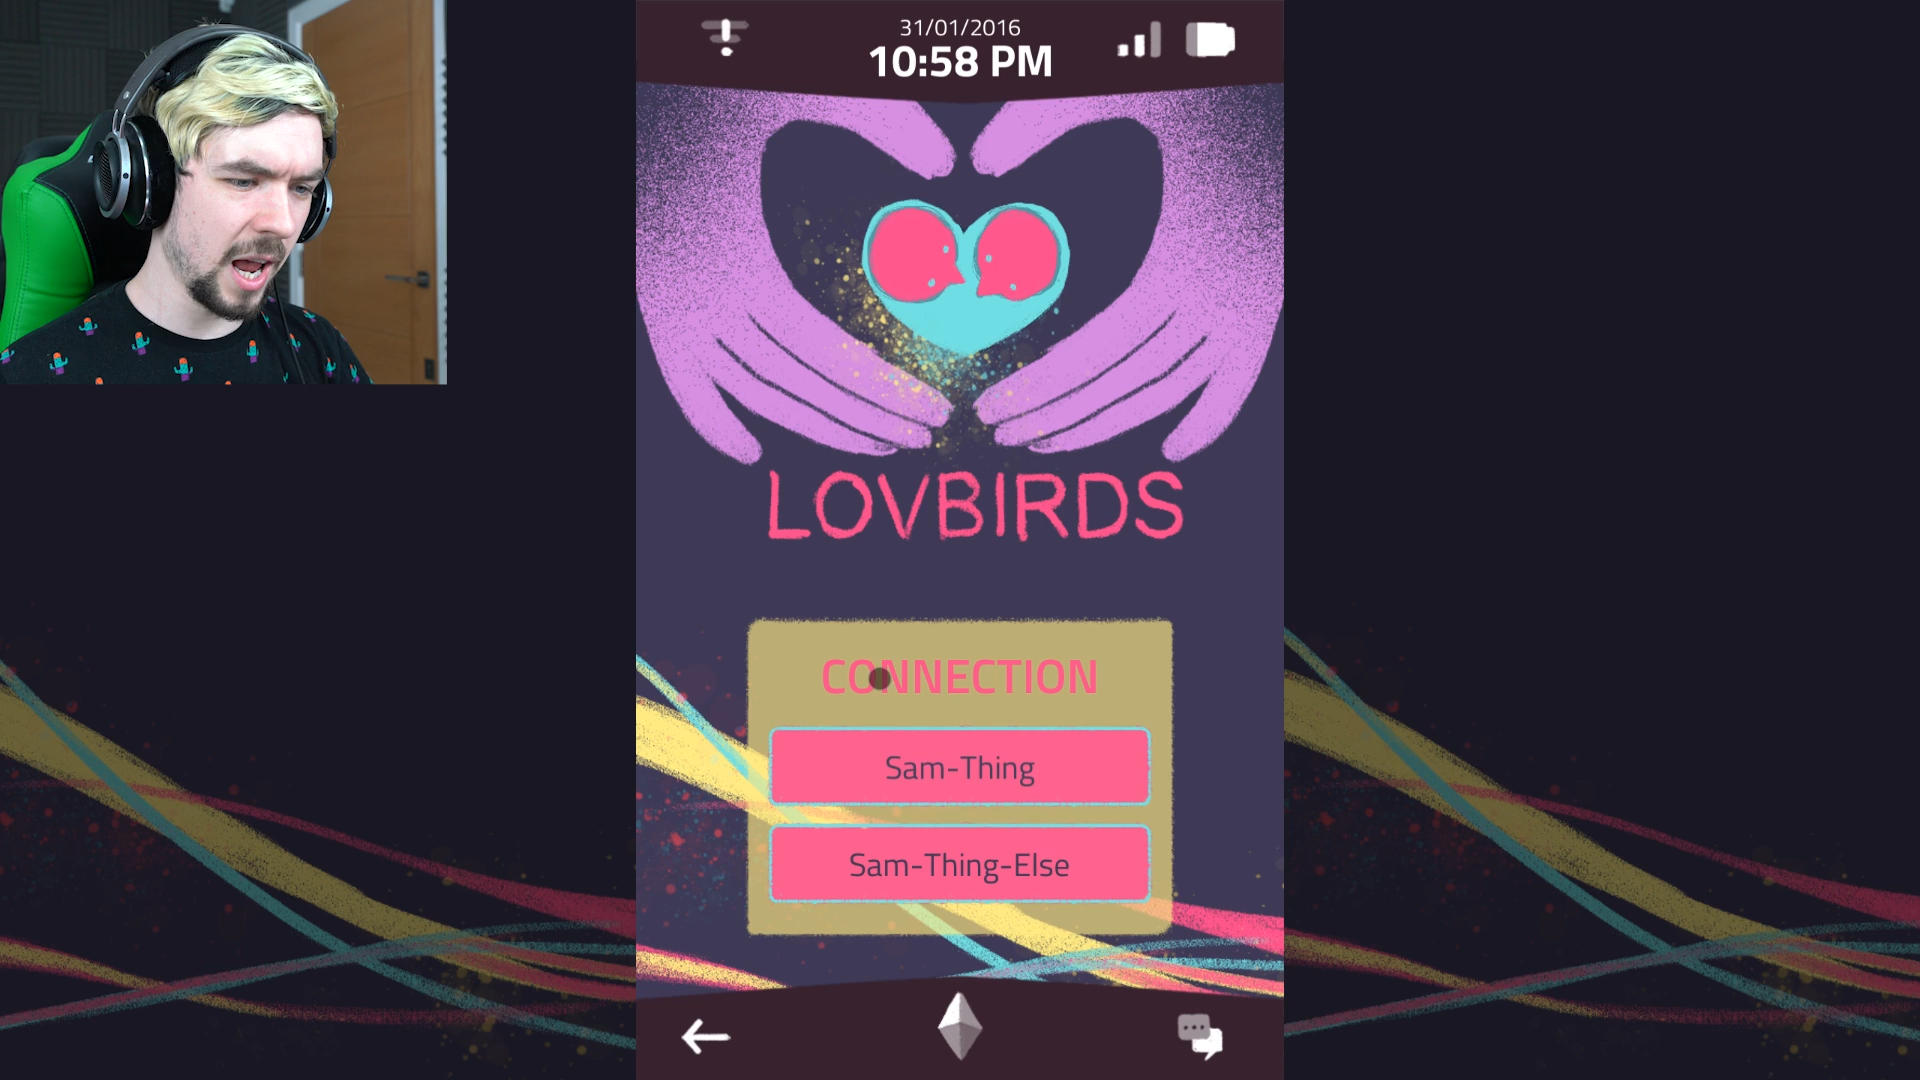 31/01/2016
10:58 PM
LOVBIRDS
CONNECTION
Sam-Thing
Sam-Thing-Else